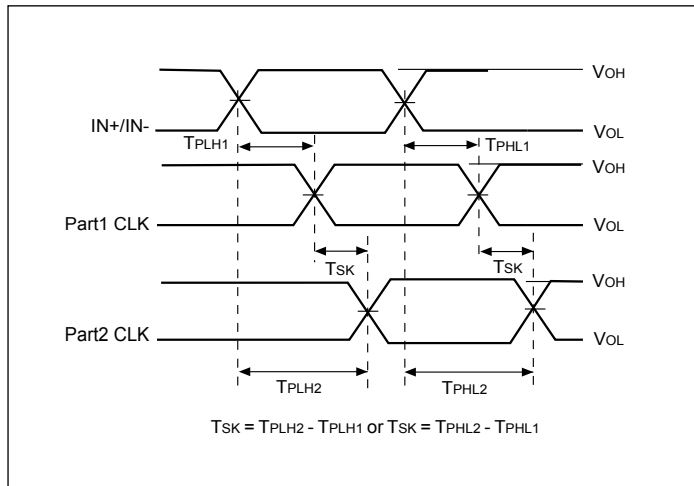 VOH
IN+/IN-
VOL
TPLH1
TPHL1
VOH
Part1 CLK
VOL
TSK
TSK
VOH
Part2 CLK
VOL
TPLH2
TPHL2
TSK = TPLH2 - TPLH1 or TSK = TPHL2 - TPHL1